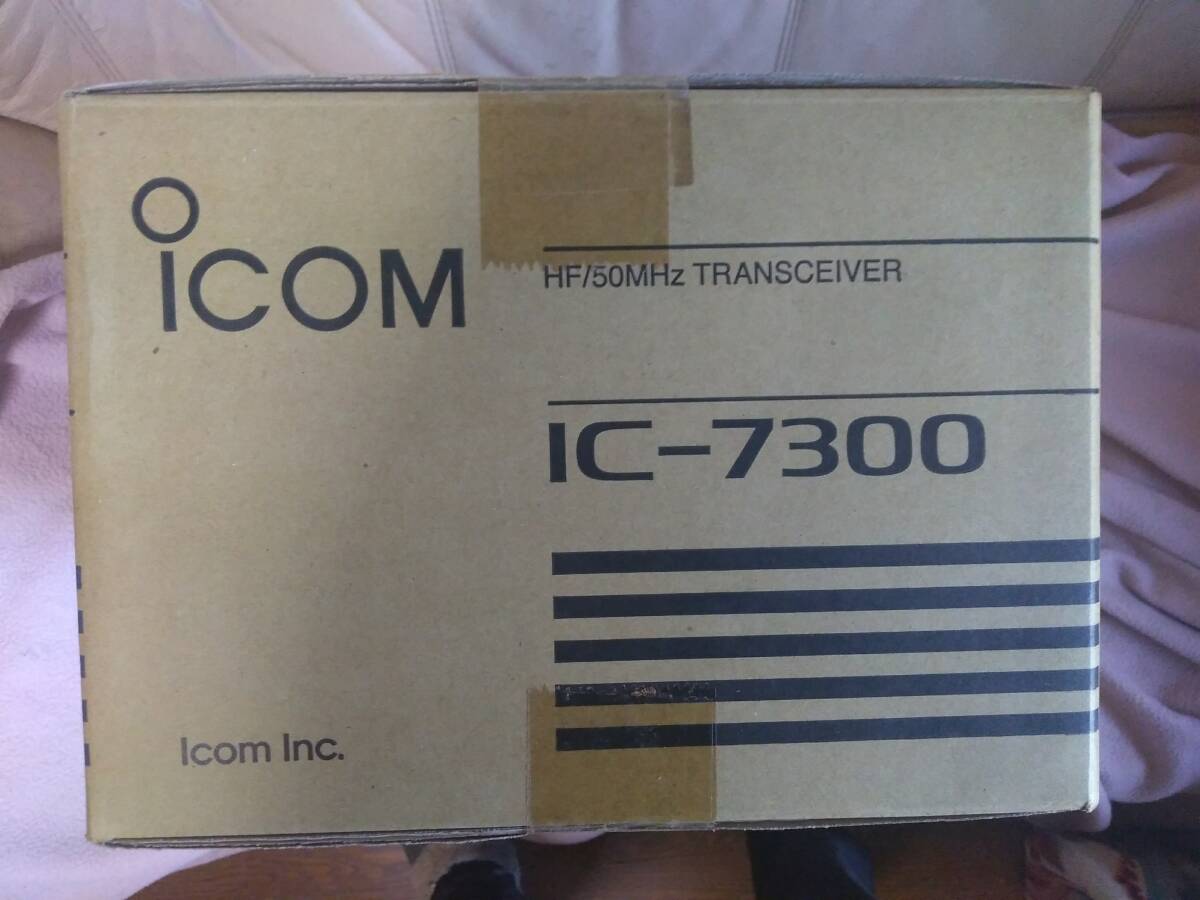 ICOM
HF/50MHz TRANSCEIVER
IC-7300
Icom Inc.